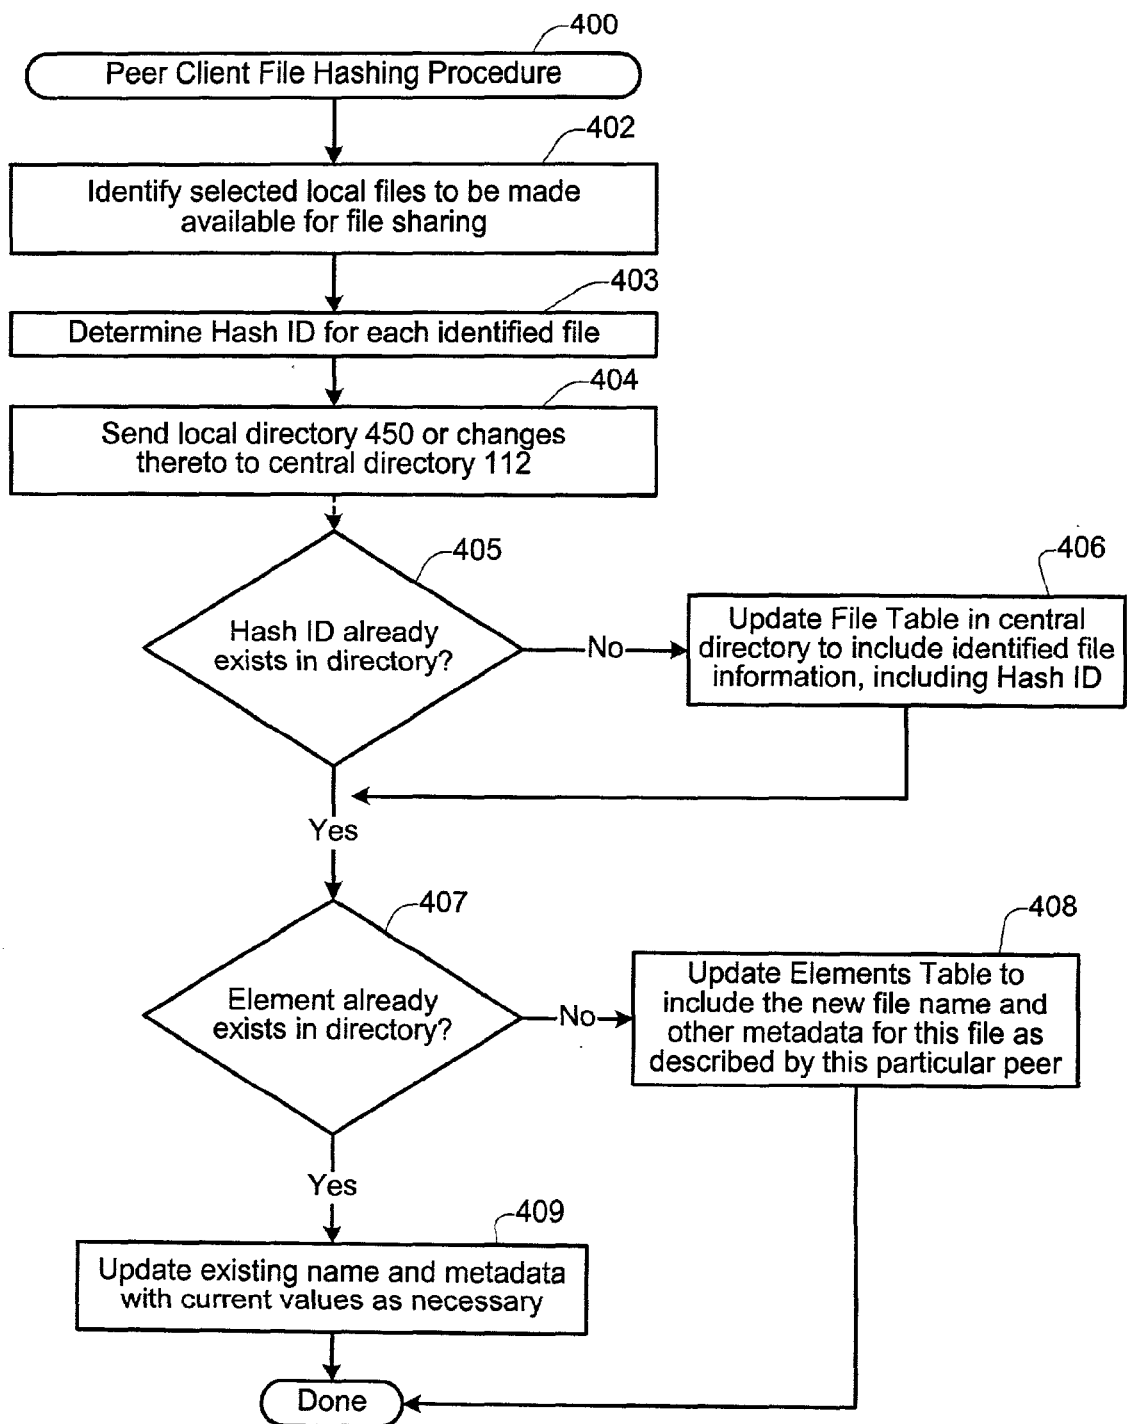 400
Peer Client File Hashing Procedure
402
Identify selected local files to be made
available for file sharing
403
Determine Hash ID for each identified file
404
Send local directory 450 or changes
thereto to central directory 112
405
Hash ID already
exists in directory?
No
406
Update File Table in central
directory to include identified file
information, including Hash ID
Yes
407
Element already
exists in directory?
No
408
Update Elements Table to
include the new file name and
other metadata for this file as
described by this particular peer
Yes
409
Update existing name and metadata
with current values as necessary
Done